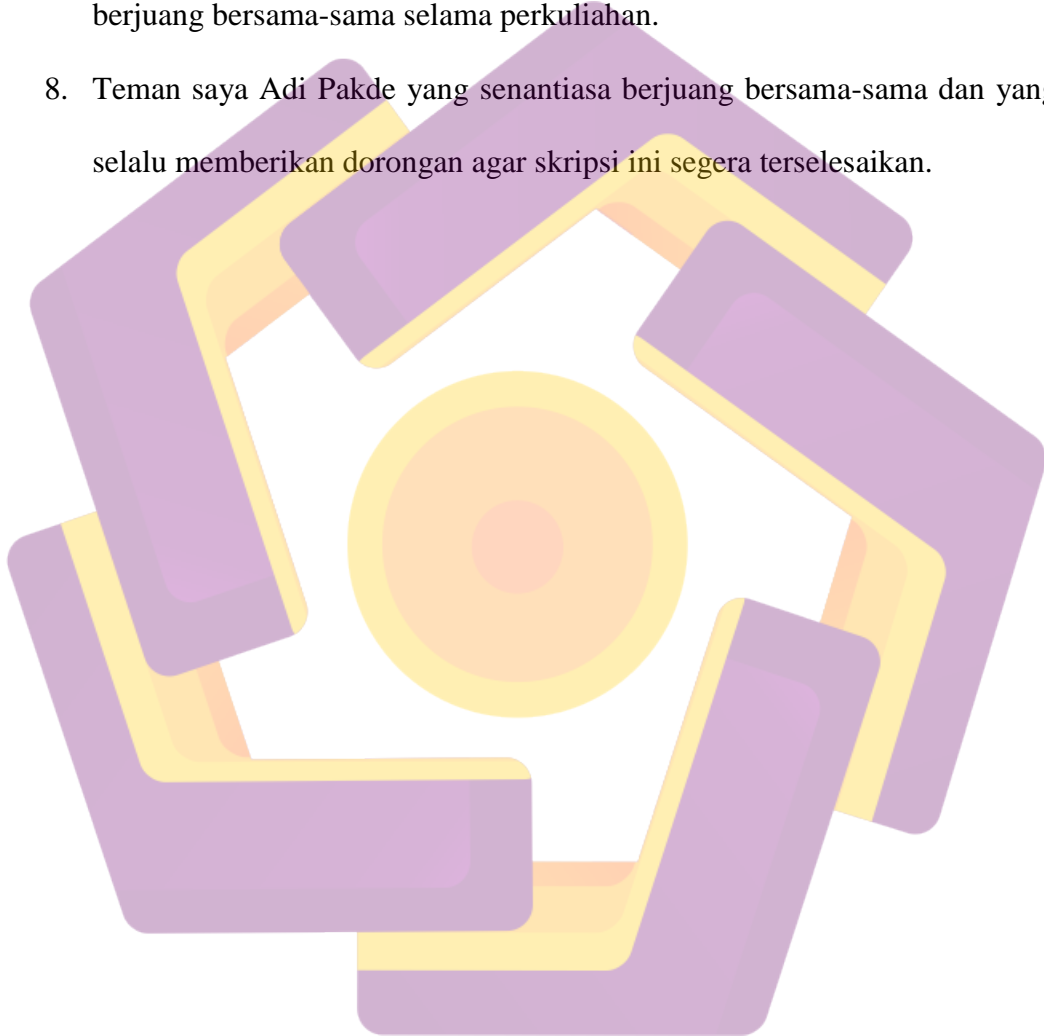 berjuang bersama-sama selama perkuliahan.
8. Teman saya Adi Pakde yang senantiasa berjuang bersama-sama dan yang
selalu memberikan dorongan agar skripsi ini segera terselesaikan.